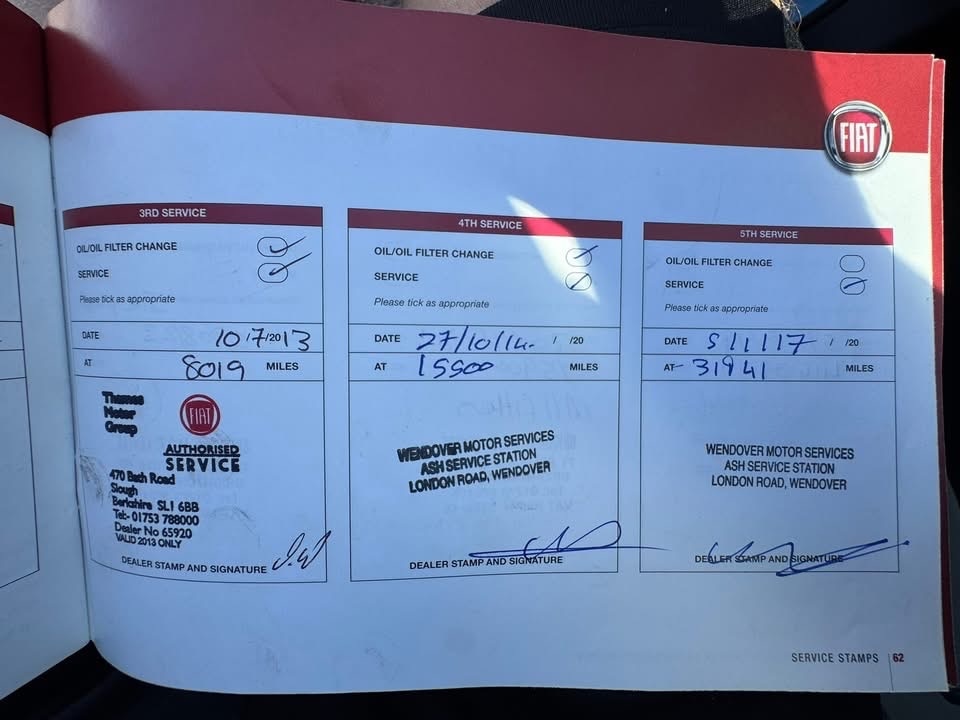 FIAT
3RD SERVICE
OIL/OIL FILTER CHANGE
SERVICE
Please tick as appropriate
DATE 10/7/2013
AT 8019 MILES
Thames
Motor
Group
FIAT
AUTHORISED
SERVICE
470 Bath Road
Slough
Berkshire SL1 6BB
Tel:- 01753 788000
Dealer No 65920
VALID 2013 ONLY
DEALER STAMP AND SIGNATURE
4TH SERVICE
OIL/OIL FILTER CHANGE
SERVICE
Please tick as appropriate
DATE 27/10/14. / /20
AT 15500 MILES
WENDOVER MOTOR SERVICES
ASH SERVICE STATION
LONDON ROAD, WENDOVER
DEALER STAMP AND SIGNATURE
5TH SERVICE
OIL/OIL FILTER CHANGE
SERVICE
Please tick as appropriate
DATE 5/1/17 / /20
AT 31941 MILES
WENDOVER MOTOR SERVICES
ASH SERVICE STATION
LONDON ROAD, WENDOVER
DEALER STAMP AND SIGNATURE
SERVICE STAMPS 62